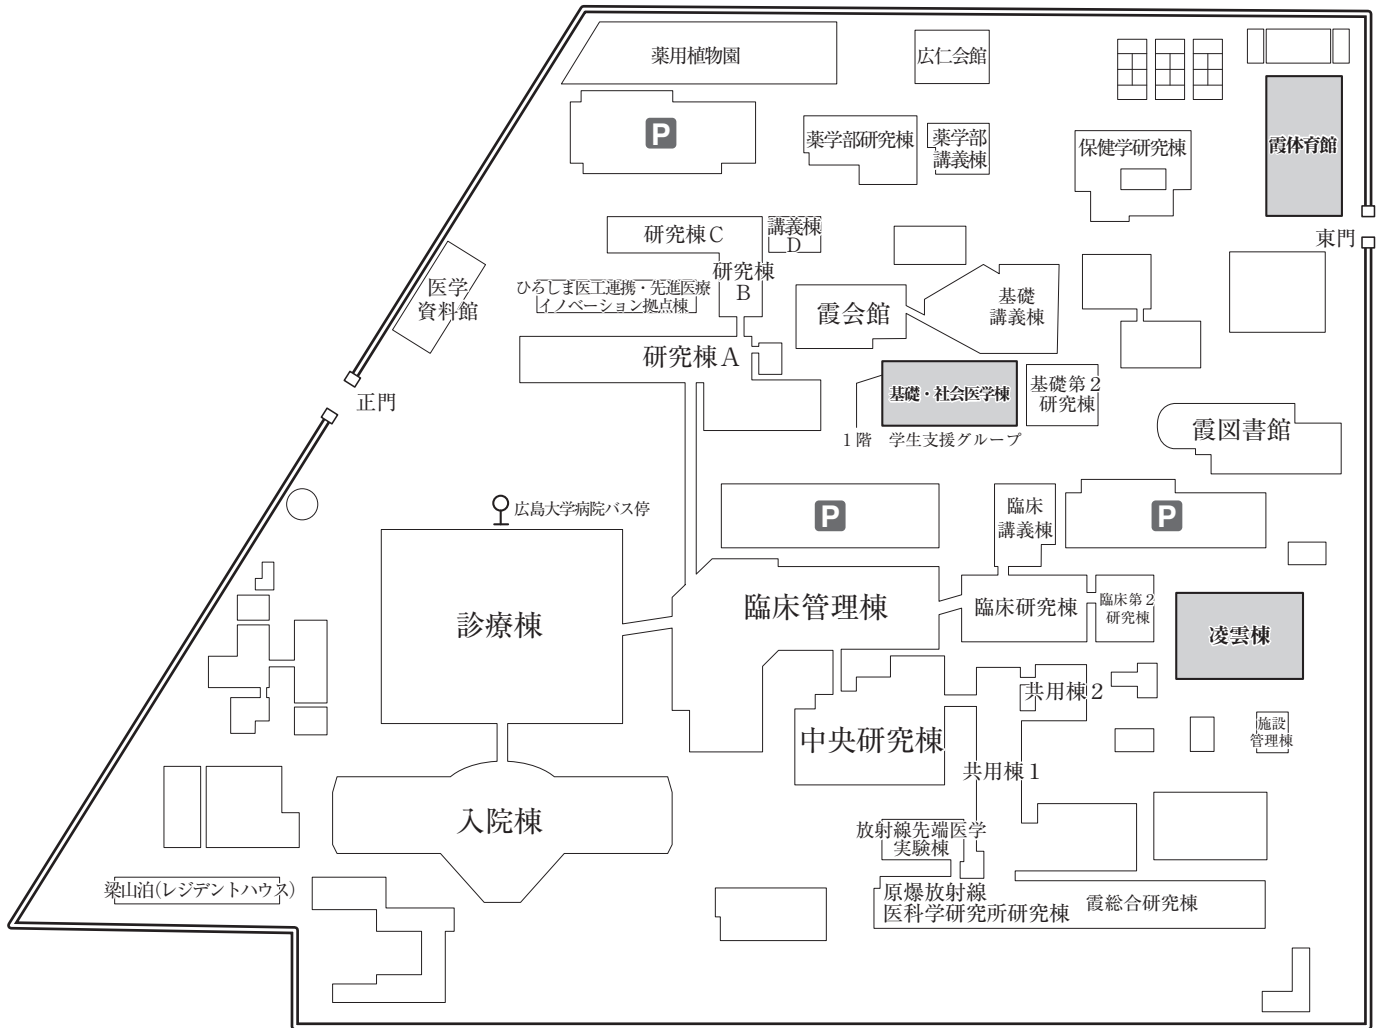 薬用植物園
広仁会館
P
薬学部研究棟
薬学部
講義棟
保健学研究棟
霞体育館
東門
研究棟C
講義棟
D
研究棟
B
医学
資料館
ひろしま医工連携・先進医療
イノベーション拠点棟
霞会館
基礎
講義棟
研究棟A
正門
基礎・社会医学棟
基礎第2
研究棟
1階 学生支援グループ
霞図書館
広島大学病院バス停
P
臨床
講義棟
P
診療棟
臨床管理棟
臨床研究棟
臨床第2
研究棟
凌雲棟
共用棟2
中央研究棟
施設
管理棟
共用棟1
入院棟
放射線先端医学
実験棟
梁山泊(レジデントハウス)
原爆放射線
医科学研究所研究棟
霞総合研究棟